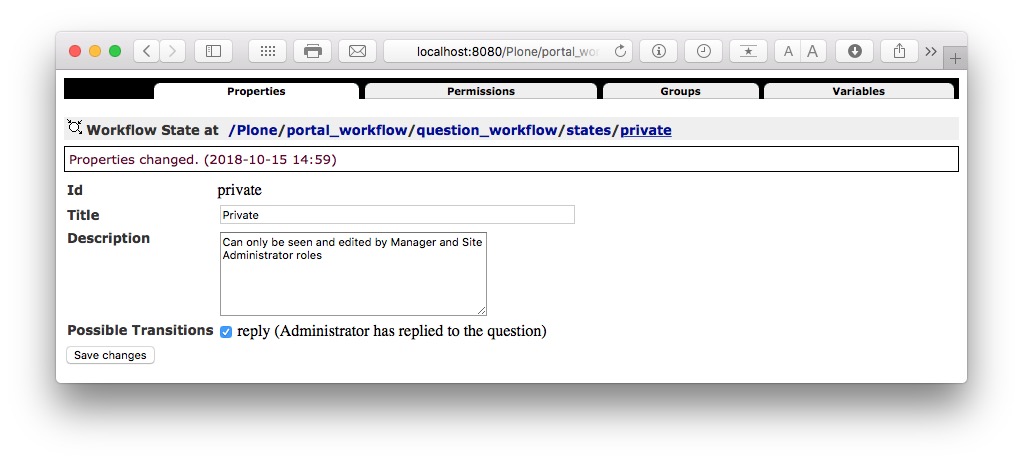 localhost:8080/Plone/portal_wo
A A
Properties Permissions Groups Variables
Workflow State at /Plone/portal_workflow/question_workflow/states/private
Properties changed. (2018-10-15 14:59)
Id private
Title Private
Description Can only be seen and edited by Manager and Site
Administrator roles
Possible Transitions reply (Administrator has replied to the question)
Save changes